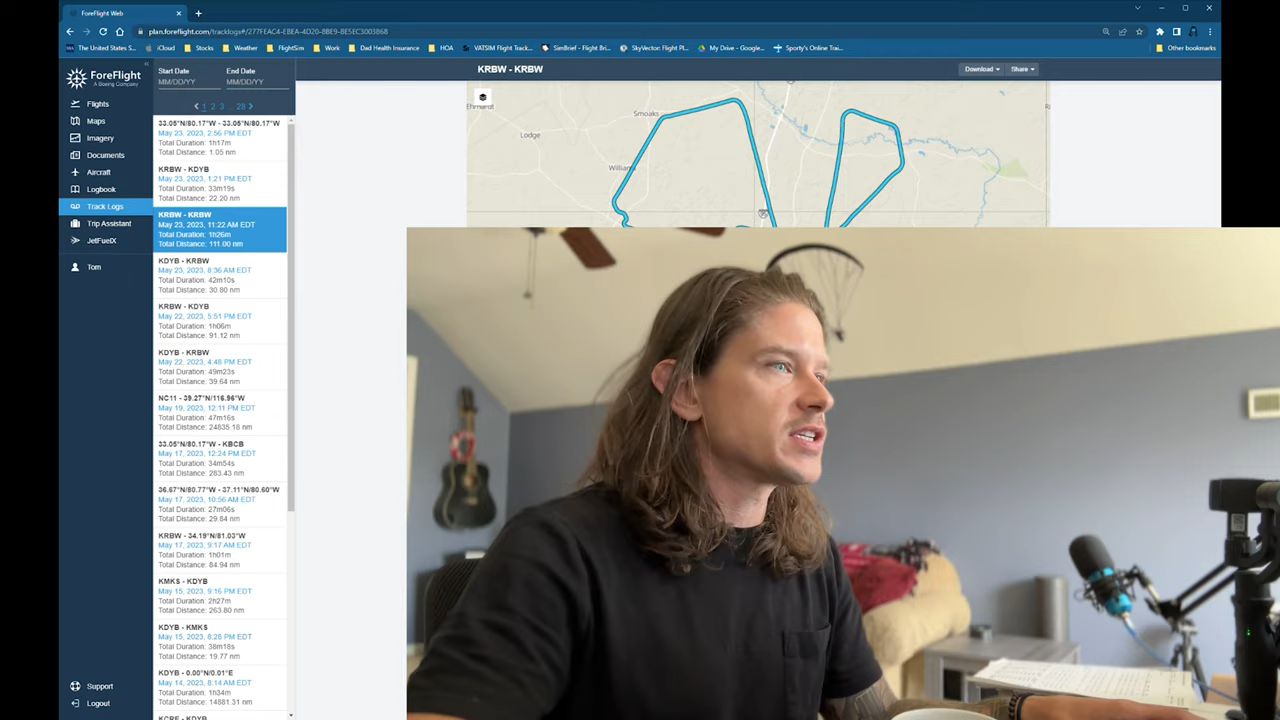 ForeFlight Web
plan.foreflight.com/tracklogs#/277FEAC4-EBEA-4D20-8BE9-8E5EC3003868
The United States S...
iCloud
Stocks
Weather
FlightSim
Work
Dad Health Insurance
HOA
VATSIM Flight Track...
SimBrief - Flight Bri...
SkyVector: Flight Pl...
My Drive - Google...
Sporty's Online Trai...
Other bookmarks
ForeFlight
A Boeing Company
Flights
Maps
Imagery
Documents
Aircraft
Logbook
Track Logs
Trip Assistant
JetFuelX
Tom
Support
Logout
Start Date
End Date
MM/DD/YY
MM/DD/YY
1 2 3 ... 28
33.05°N/80.17°W - 33.05°N/80.17°W
May 23, 2023, 2:56 PM EDT
Total Duration: 1h17m
Total Distance: 1.05 nm
KRBW - KDYB
May 23, 2023, 1:21 PM EDT
Total Duration: 33m19s
Total Distance: 22.20 nm
KRBW - KRBW
May 23, 2023, 11:22 AM EDT
Total Duration: 1h26m
Total Distance: 111.00 nm
KDYB - KRBW
May 23, 2023, 8:36 AM EDT
Total Duration: 42m10s
Total Distance: 30.80 nm
KRBW - KDYB
May 22, 2023, 5:51 PM EDT
Total Duration: 1h06m
Total Distance: 91.12 nm
KDYB - KRBW
May 22, 2023, 4:48 PM EDT
Total Duration: 49m23s
Total Distance: 39.64 nm
NC11 - 39.27°N/116.96°W
May 19, 2023, 12:11 PM EDT
Total Duration: 47m16s
Total Distance: 24835.18 nm
33.05°N/80.17°W - KBCB
May 17, 2023, 12:24 PM EDT
Total Duration: 34m54s
Total Distance: 283.43 nm
36.67°N/80.77°W - 37.11°N/80.60°W
May 17, 2023, 10:56 AM EDT
Total Duration: 27m06s
Total Distance: 29.84 nm
KRBW - 34.19°N/81.03°W
May 17, 2023, 9:17 AM EDT
Total Duration: 1h01m
Total Distance: 84.94 nm
KMKS - KDYB
May 15, 2023, 9:16 PM EDT
Total Duration: 2h27m
Total Distance: 263.80 nm
KDYB - KMKS
May 15, 2023, 8:28 PM EDT
Total Duration: 38m18s
Total Distance: 19.77 nm
KDYB - 0.00°N/0.01°E
May 14, 2023, 8:14 AM EDT
Total Duration: 1h34m
Total Distance: 14881.31 nm
KCRE - KDYB
KRBW - KRBW
Download
Share
Ehrhardt
Smoaks
Lodge
William
Ri